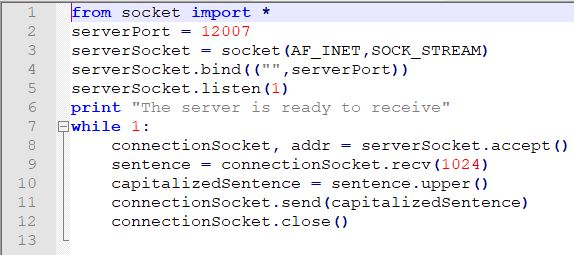 1 from socket import *
2 serverPort = 12007
3 serverSocket = socket(AF_INET,SOCK_STREAM)
4 serverSocket.bind(("",serverPort))
5 serverSocket.listen(1)
6 print "The server is ready to receive"
7 while 1:
8     connectionSocket, addr = serverSocket.accept()
9     sentence = connectionSocket.recv(1024)
10     capitalizedSentence = sentence.upper()
11     connectionSocket.send(capitalizedSentence)
12     connectionSocket.close()
13